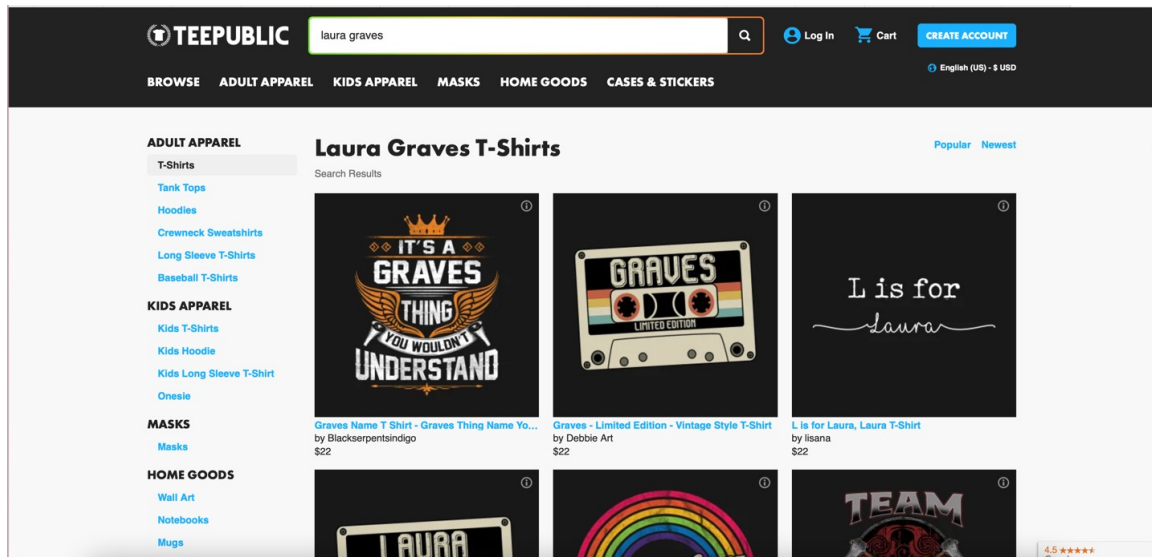 TEEPUBLIC
laura graves
Log In
Cart
CREATE ACCOUNT
English (US) - $ USD
BROWSE ADULT APPAREL KIDS APPAREL MASKS HOME GOODS CASES & STICKERS
ADULT APPAREL
T-Shirts
Tank Tops
Hoodies
Crewneck Sweatshirts
Long Sleeve T-Shirts
Baseball T-Shirts
KIDS APPAREL
Kids T-Shirts
Kids Hoodie
Kids Long Sleeve T-Shirt
Onesie
MASKS
Masks
HOME GOODS
Wall Art
Notebooks
Mugs
Laura Graves T-Shirts
Popular Newest
Search Results
IT'S A
GRAVES
THING
YOU WOULDN'T
UNDERSTAND
GRAVES
LIMITED EDITION
L is for
Laura
Graves Name T Shirt - Graves Thing Name Yo...
by Blackserpentsindigo
$22
Graves - Limited Edition - Vintage Style T-Shirt
by Debbie Art
$22
L is for Laura, Laura T-Shirt
by lisana
$22
LAURA
TEAM
4.5